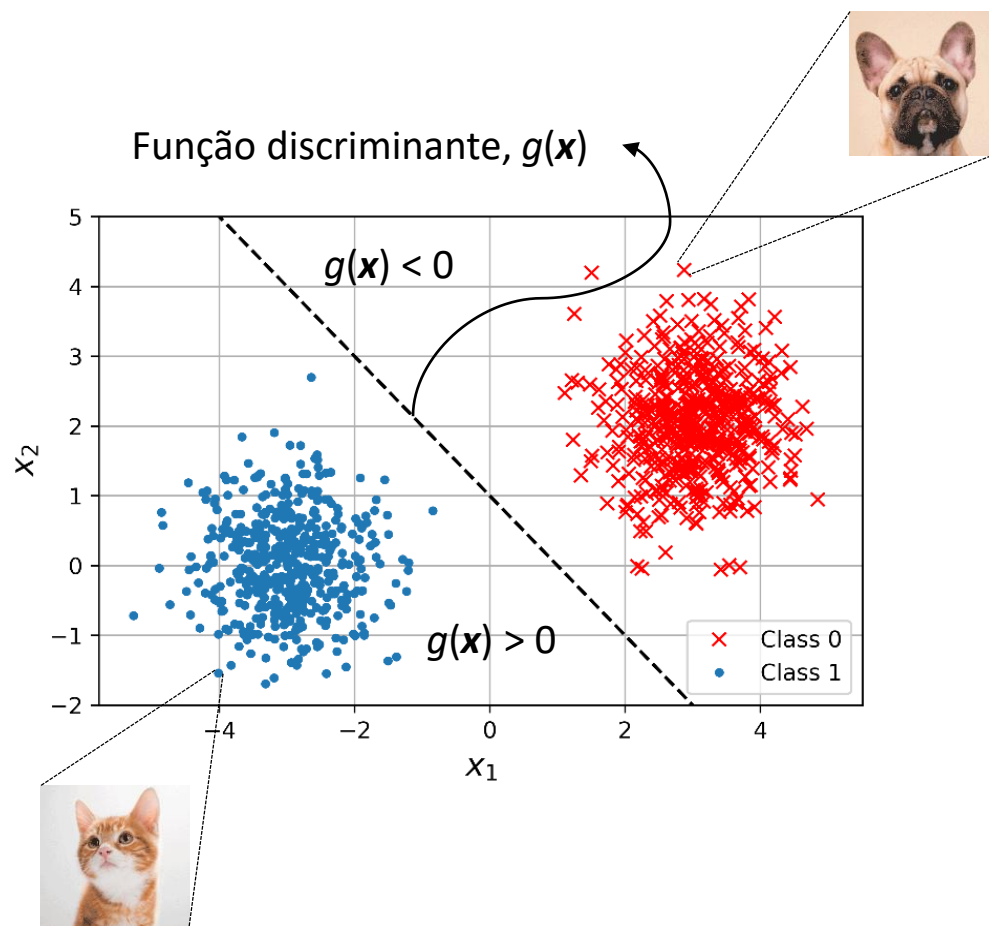 Função discriminante, g(x)
5
g(x) < 0
4
3
2
x₂
1
0
−1
g(x) > 0
Class 0
Class 1
−2
−4
−2
0
2
4
x₁